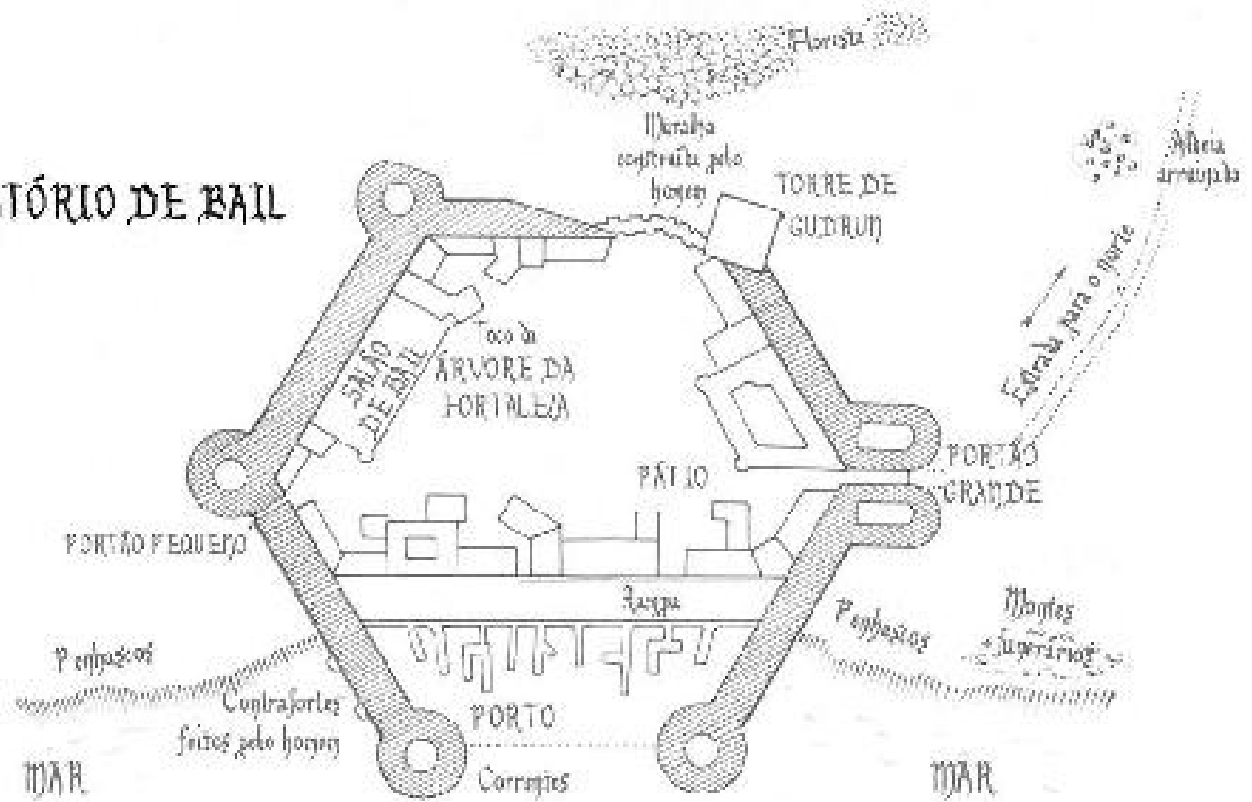 Floresta
Muralha
construída pelo
homem
TORRE DE
GUDRUN
Aldeia
arruinada
TÓRIO DE BAIL
Estrada para o norte
Toco da
ÁRVORE DA
FORTALEZA
SALÃO
DE BAIL
PÁTIO
PORTÃO
GRANDE
PORTÃO PEQUENO
Rampa
Penhascos
Penhascos
Montes
funerários
Contrafortes
feitos pelo homem
PORTO
Correntes
MAR
MAR